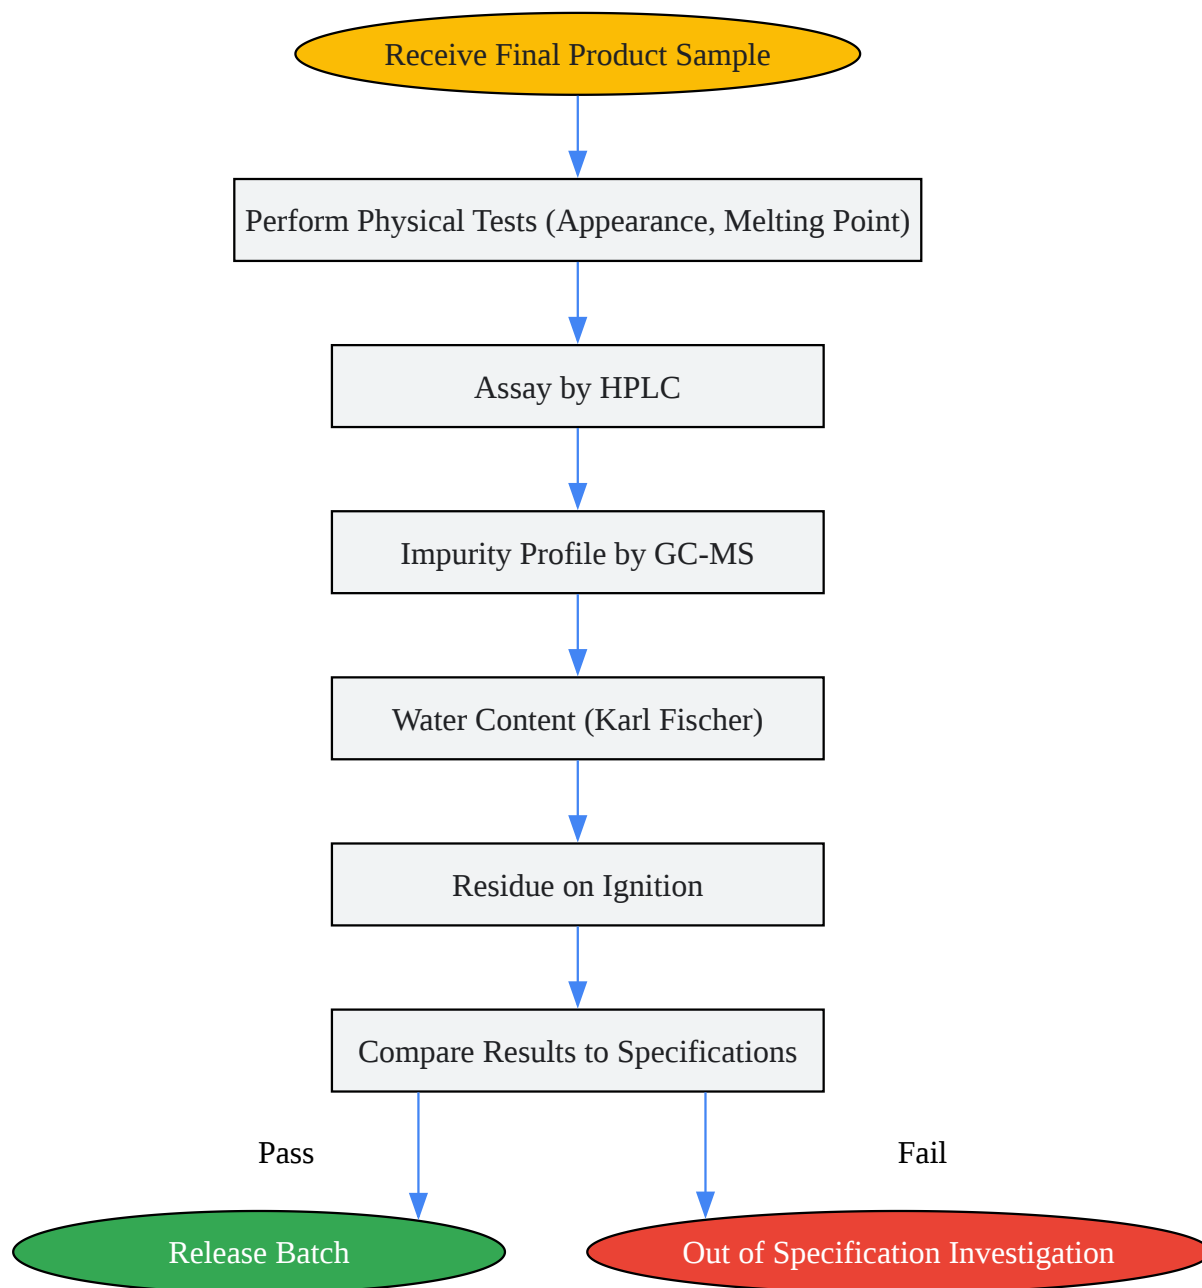 Receive Final Product Sample
Perform Physical Tests (Appearance, Melting Point)
Assay by HPLC
Impurity Profile by GC-MS
Water Content (Karl Fischer)
Residue on Ignition
Compare Results to Specifications
Pass
Fail
Release Batch
Out of Specification Investigation